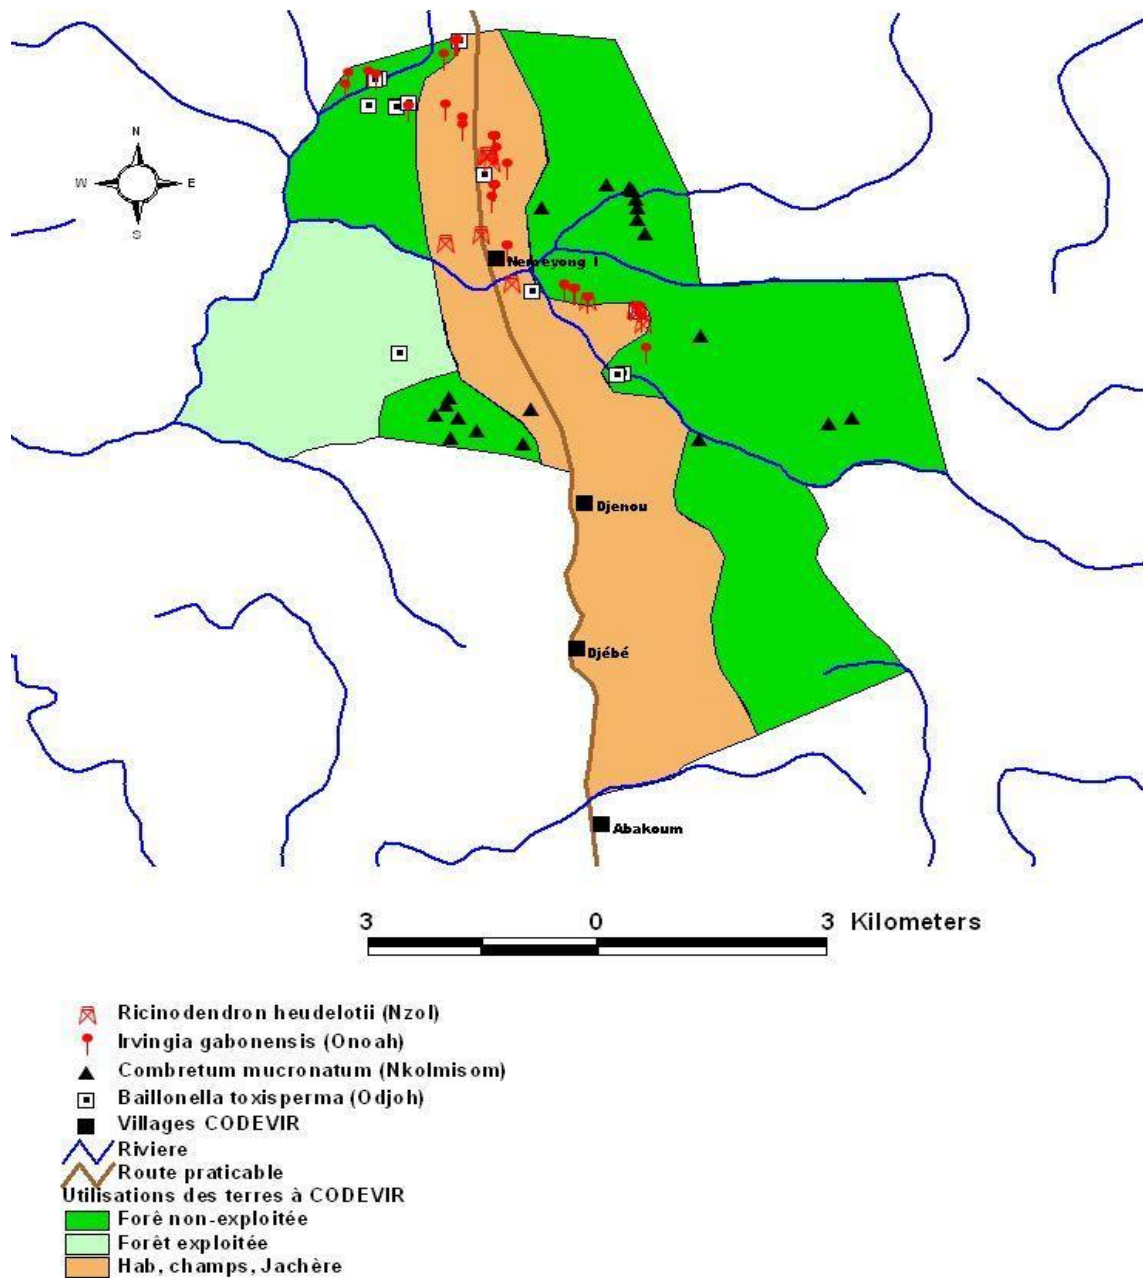 N
W E
S
Nemeyong I
Djenou
Djébé
Abakoum
3 0 3 Kilometers
Ricinodendron heudelotii (Nzol)
Irvingia gabonensis (Onoah)
Combretum mucronatum (Nkolmisom)
Baillonella toxisperma (Odjoh)
Villages CODEVIR
Riviere
Route praticable
Utilisations des terres à CODEVIR
Forê non-exploitée
Forêt exploitée
Hab, champs, Jachère